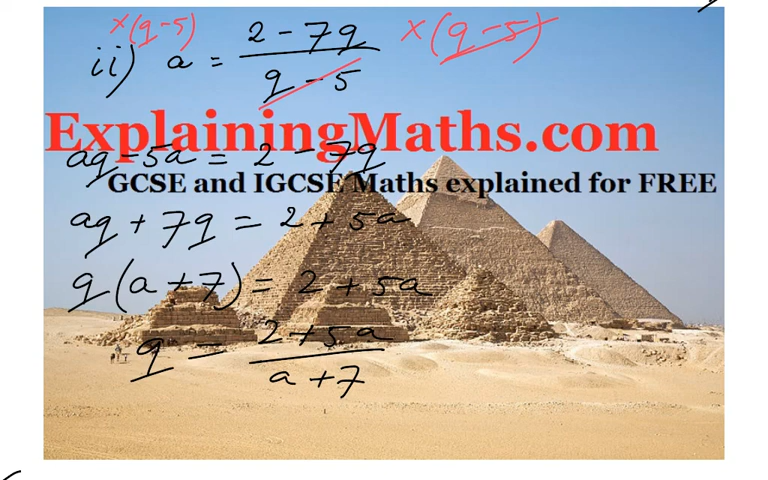 ×(q-5)
ii) a = 2-7q / q-5 ×(q-5)
ExplainingMaths.com
aq-5a = 2-7q
GCSE and IGCSE Maths explained for FREE
aq+7q = 2+5a
q(a+7) = 2+5a
q = 2+5a / a+7